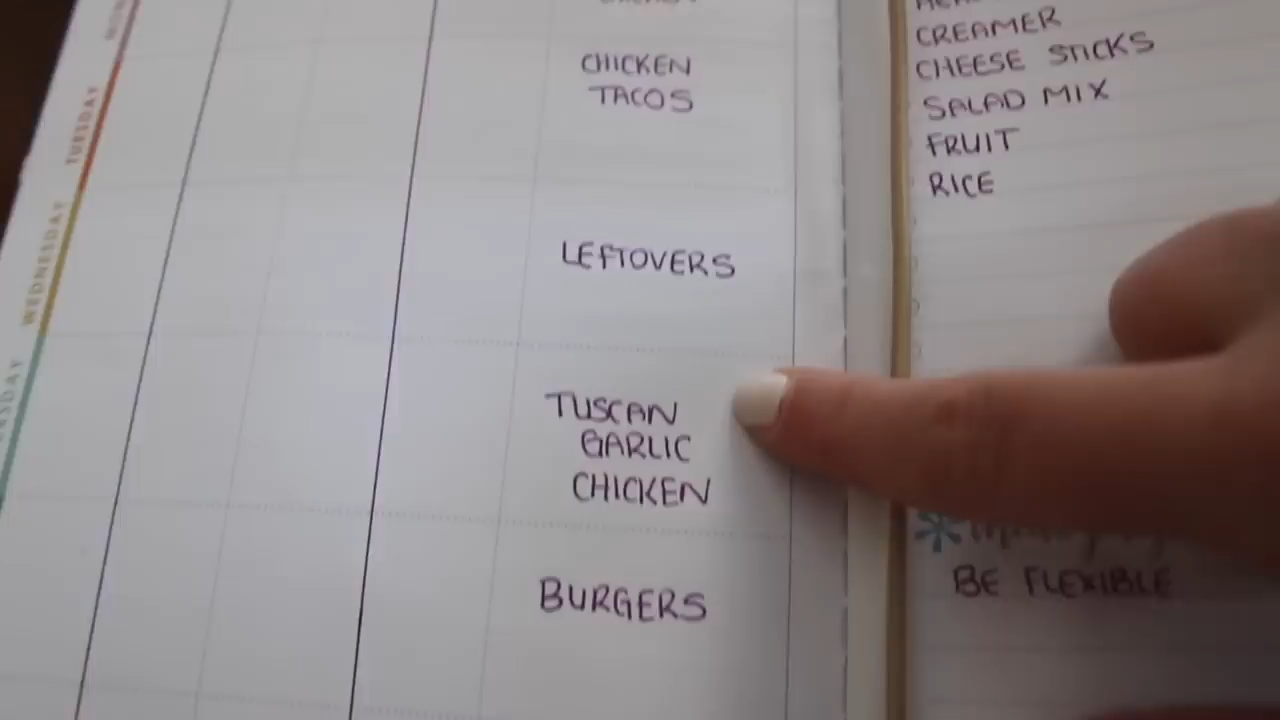 TUESDAY
WEDNESDAY
CHICKEN
TACOS
LEFTOVERS
TUSCAN
GARLIC
CHICKEN
BURGERS
CREAMER
CHEESE STICKS
SALAD MIX
FRUIT
RICE
BE FLEXIBLE